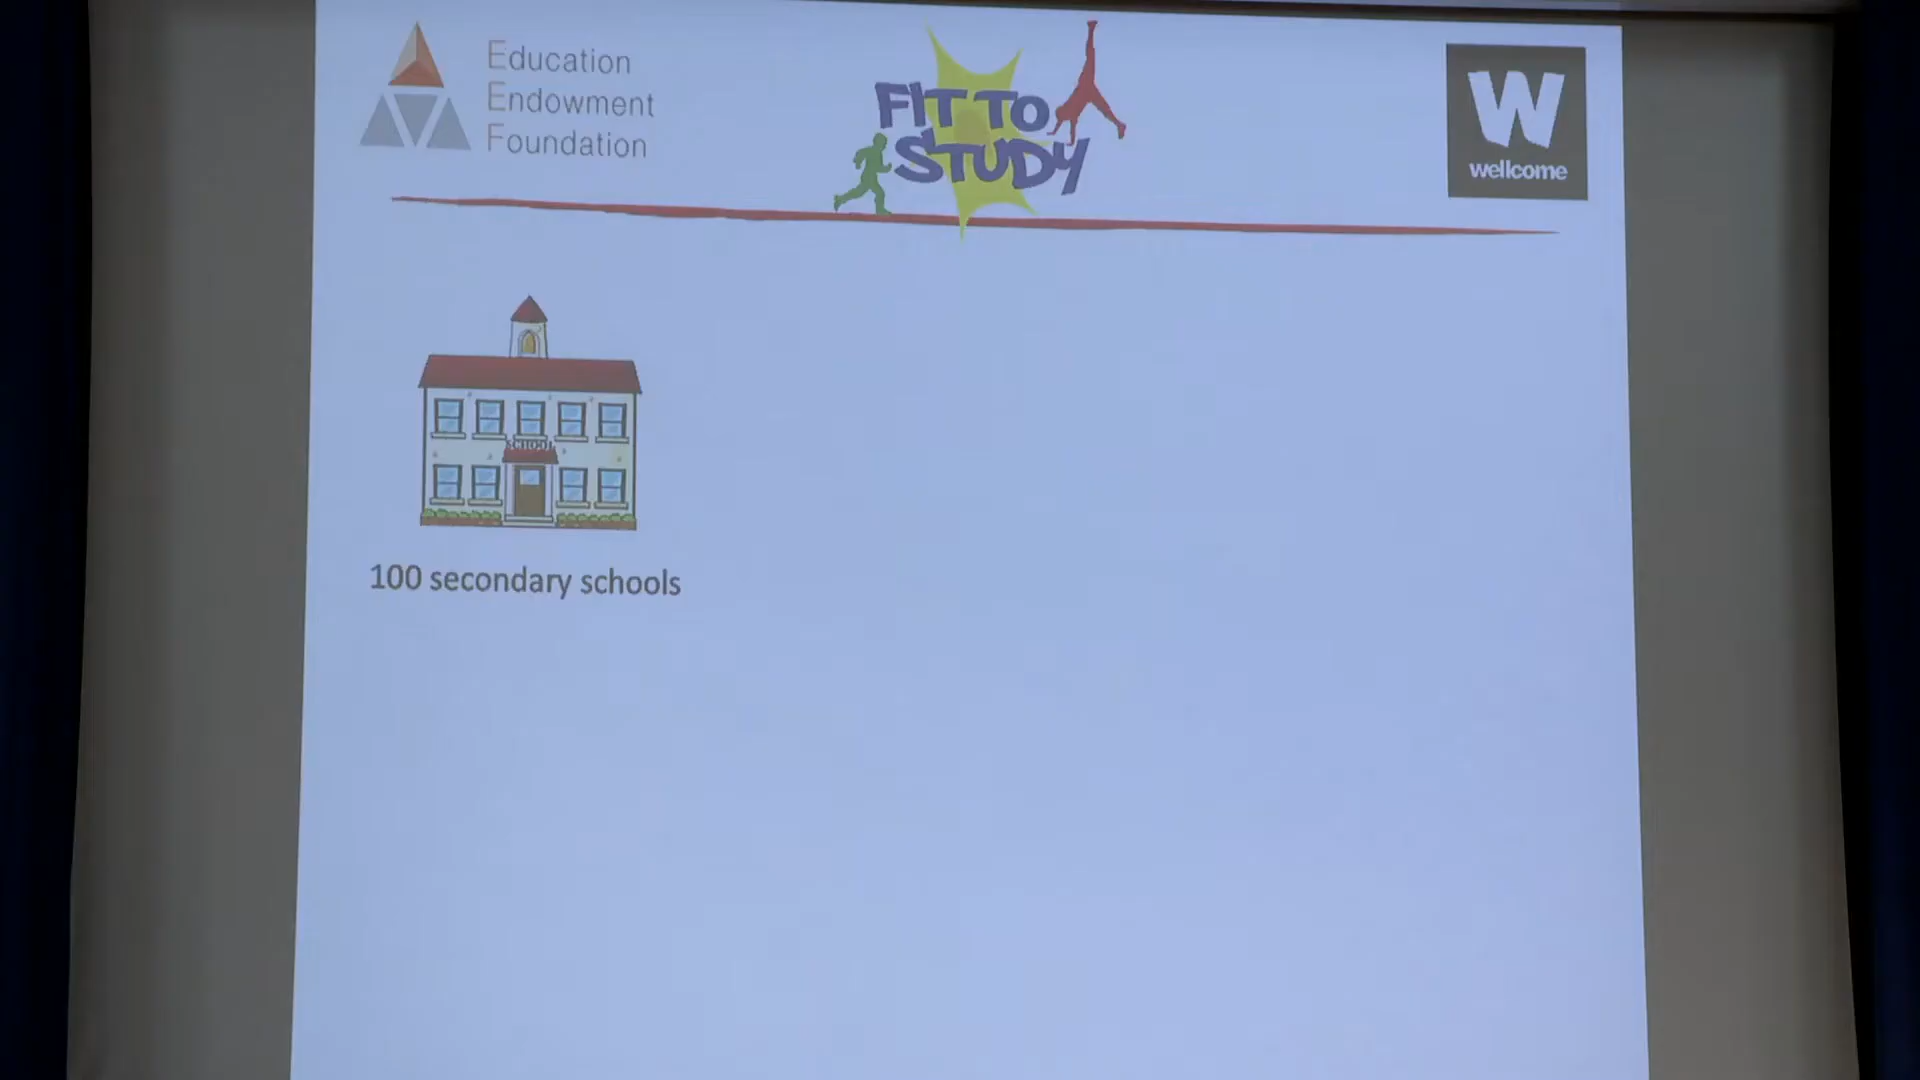 Education
Endowment
Foundation
FIT TO
STUDY
W
wellcome
SCHOOL
100 secondary schools